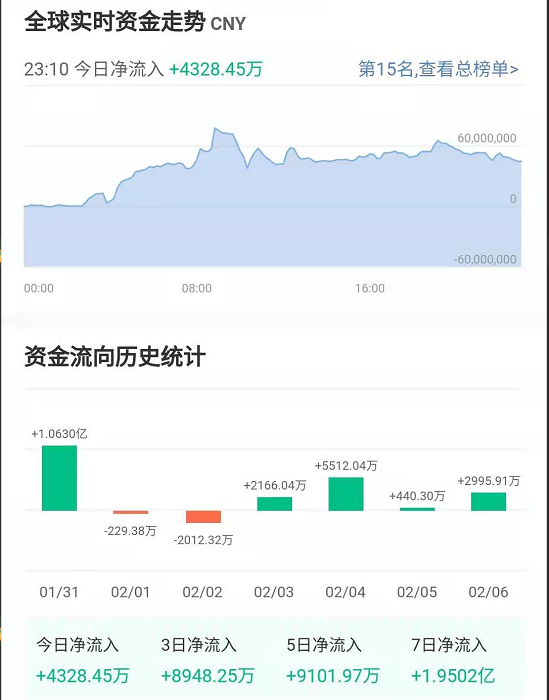 全球实时资金走势 CNY
23:10 今日净流入 +4328.45万 第15名,查看总榜单>
60,000,000
0
-60,000,000
00:00 08:00 16:00
资金流向历史统计
+1.0630亿 -229.38万 -2012.32万 +2166.04万 +5512.04万 +440.30万 +2995.91万
01/31 02/01 02/02 02/03 02/04 02/05 02/06
今日净流入 3日净流入 5日净流入 7日净流入
+4328.45万 +8948.25万 +9101.97万 +1.9502亿